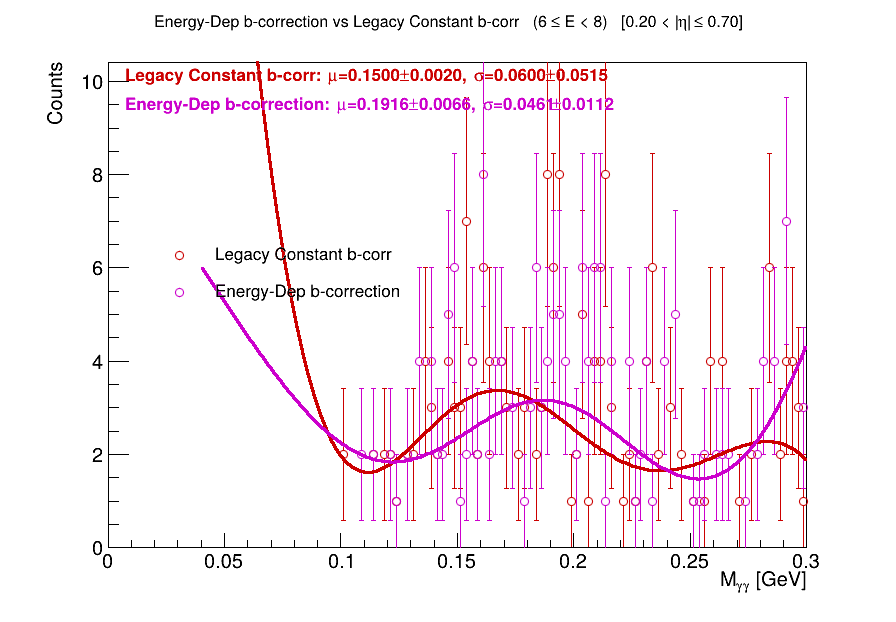 Energy-Dep b-correction vs Legacy Constant b-corr (6 ≤ E < 8) [0.20 < |η| ≤ 0.70]
Counts
Legacy Constant b-corr: μ=0.1500±0.0020, σ=0.0600±0.0515
Energy-Dep b-correction: μ=0.1916±0.0066, σ=0.0461±0.0112
Legacy Constant b-corr
Energy-Dep b-correction
10
8
6
4
2
0
0 0.05 0.1 0.15 0.2 0.25 0.3
Mγγ [GeV]